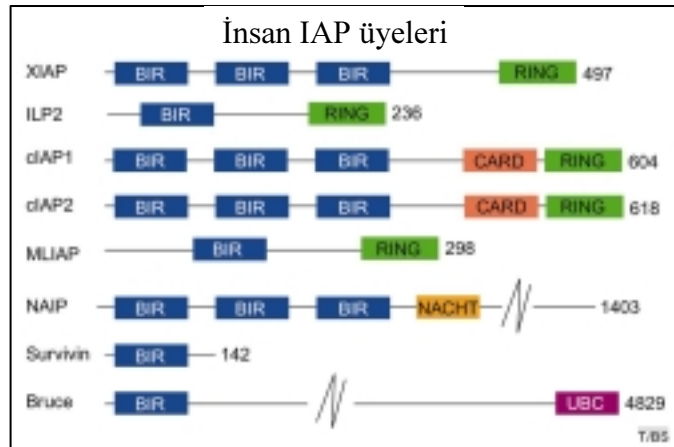 İnsan IAP üyeleri
XIAP BIR BIR BIR RING 497
ILP2 BIR RING 236
cIAP1 BIR BIR BIR CARD RING 604
cIAP2 BIR BIR BIR CARD RING 618
MLIAP BIR RING 298
NAIP BIR BIR BIR NACHT 1403
Survivin BIR 142
Bruce BIR UBC 4829